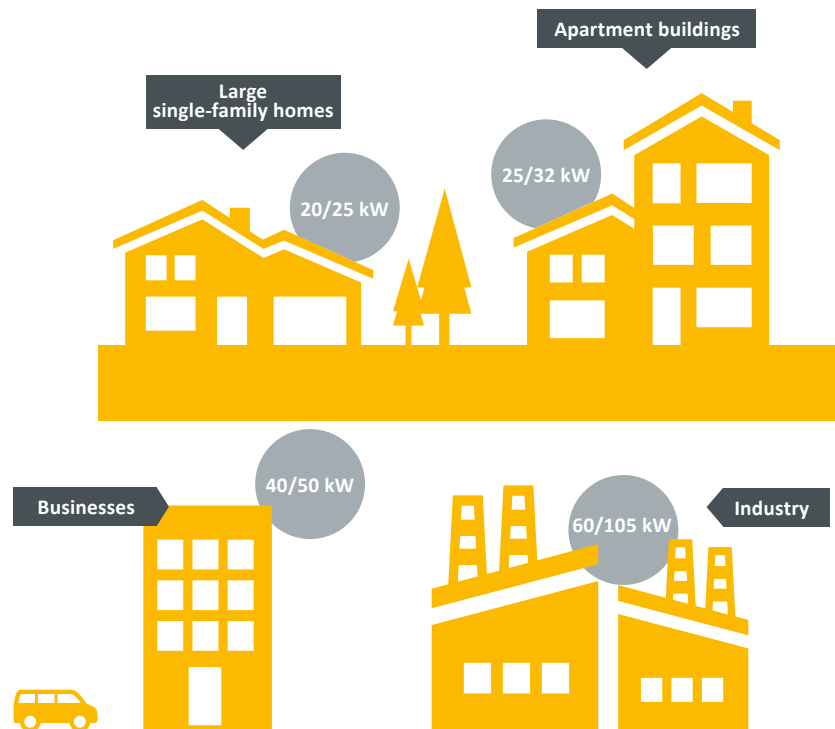 Apartment buildings
Large
single-family homes
25/32 kW
20/25 kW
40/50 kW
Businesses
60/105 kW
Industry